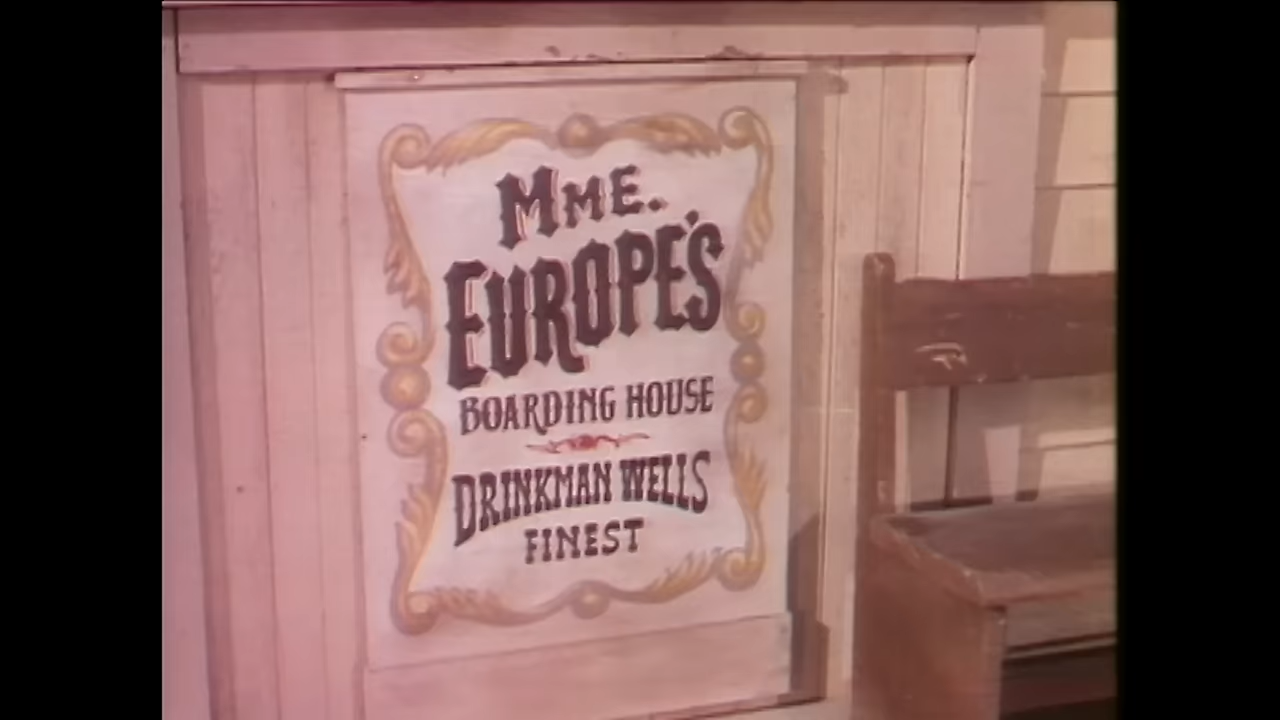 MME.
EUROPE'S
BOARDING HOUSE
DRINKMAN WELLS
FINEST